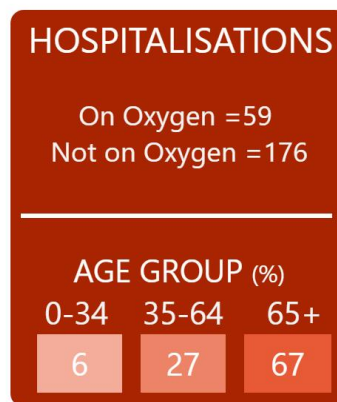 HOSPITALISATIONS
On Oxygen =59
Not on Oxygen =176
AGE GROUP (%)
0-34 35-64 65+
6 27 67